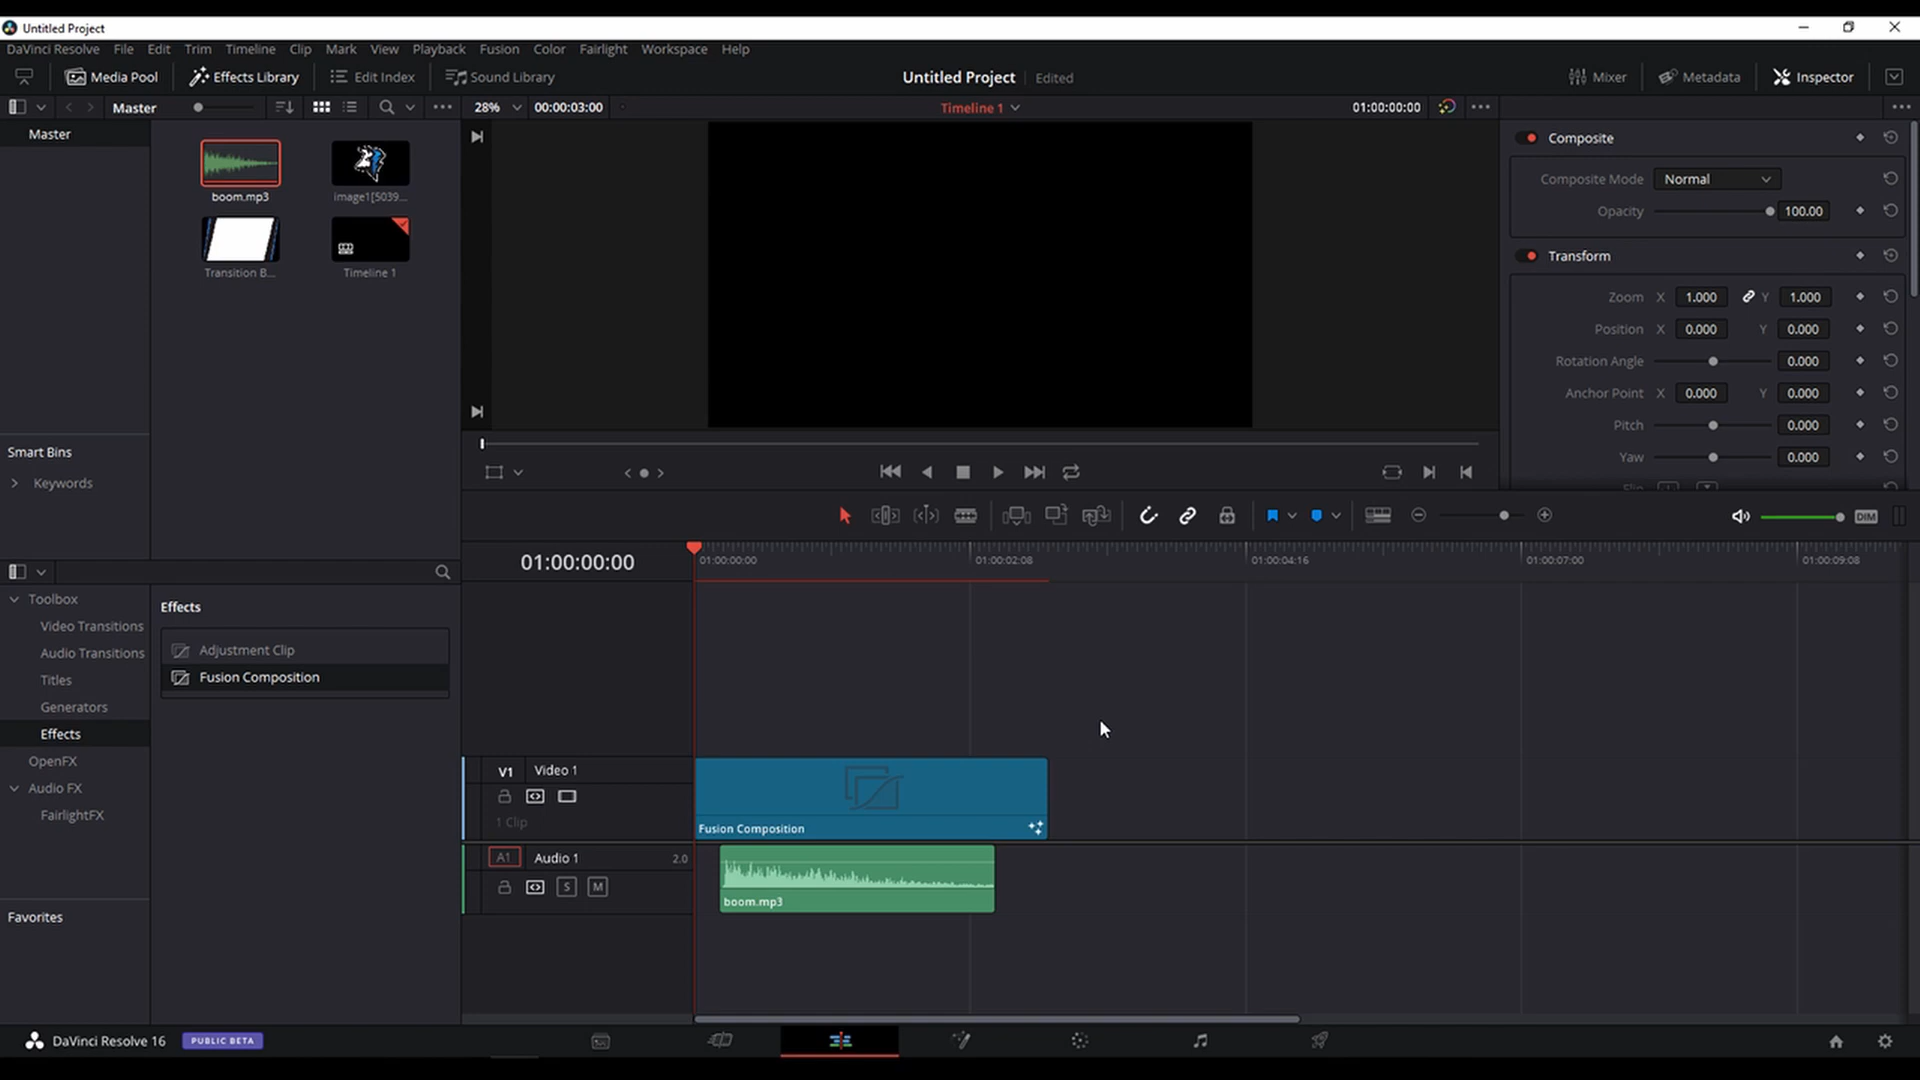 Untitled Project
DaVinci Resolve File Edit Trim Timeline Clip Mark View Playback Fusion Color Fairlight Workspace Help
Media Pool Effects Library Edit Index Sound Library Untitled Project Edited Mixer Metadata Inspector
Master 28% 00:00:03:00 Timeline 1 01:00:00:00
Master
boom.mp3
image1[5039...
Transition B...
Timeline 1
Smart Bins
Keywords
Composite
Composite Mode Normal
Opacity 100.00
Transform
Zoom X 1.000 Y 1.000
Position X 0.000 Y 0.000
Rotation Angle 0.000
Anchor Point X 0.000 Y 0.000
Pitch 0.000
Yaw 0.000
Flip
DIM
01:00:00:00
01:00:00:00 01:00:02:08 01:00:04:16 01:00:07:00 01:00:09:08
Toolbox
Video Transitions
Audio Transitions
Titles
Generators
Effects
OpenFX
Audio FX
FairlightFX
Favorites
Effects
Adjustment Clip
Fusion Composition
V1 Video 1
1 Clip
Fusion Composition
A1 Audio 1 2.0
S M
boom.mp3
DaVinci Resolve 16 PUBLIC BETA